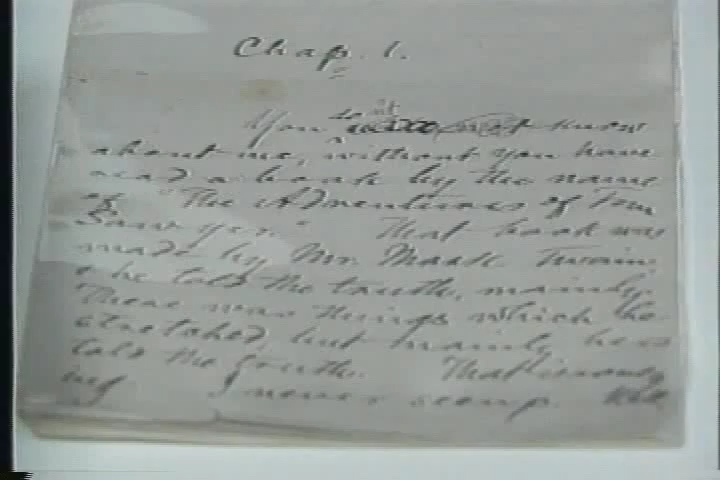 Chap. 1.
do n't
You not know
about me, without you have
read a book by the name
of "The Adventures of Tom
Sawyer." That book was
made by Mr. Mark Twain,
& he told the truth, mainly.
There was things which he
stretched, but mainly he
told the truth. That is noth
ing I never